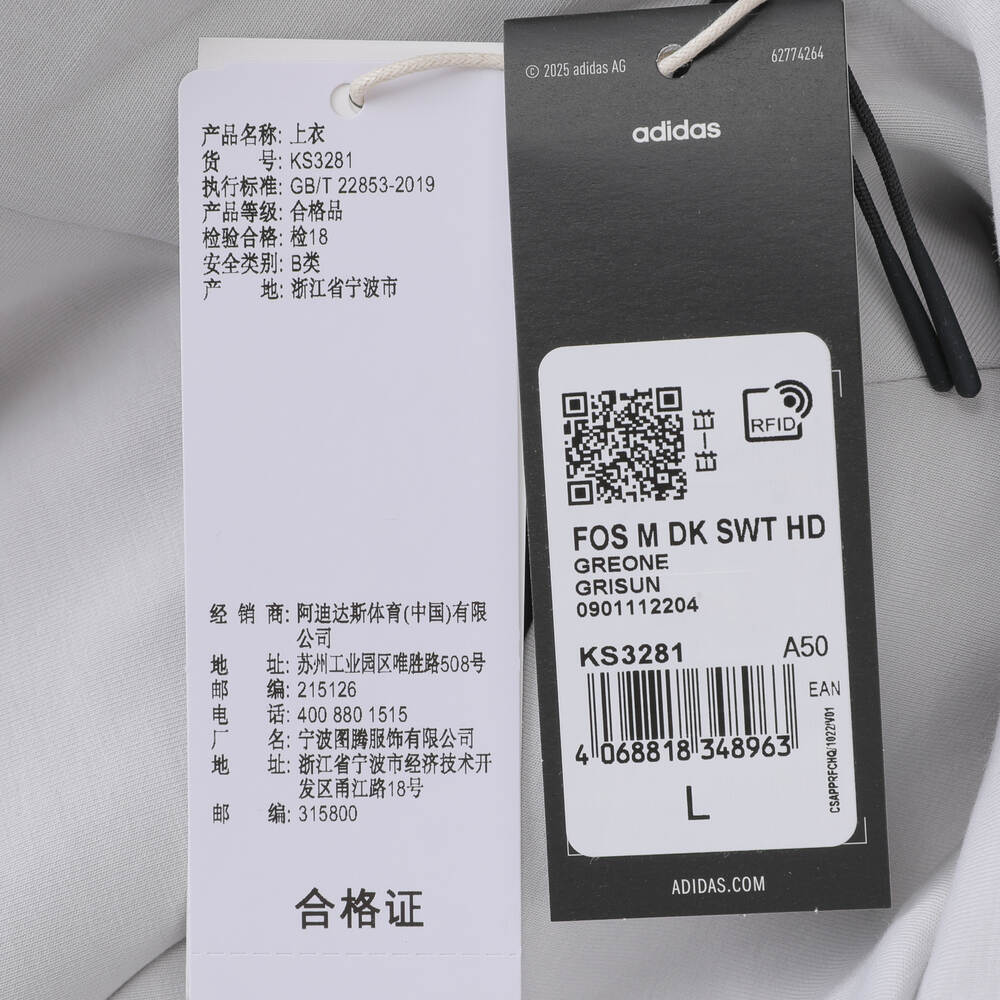 产品名称: 上衣
货 号: KS3281
执行标准: GB/T 22853-2019
产品等级: 合格品
检验合格: 检18
安全类别: B类
产 地: 浙江省宁波市
经 销 商: 阿迪达斯体育(中国)有限
公司
地 址: 苏州工业园区唯胜路508号
邮 编: 215126
电 话: 400 880 1515
厂 名: 宁波图腾服饰有限公司
地 址: 浙江省宁波市经济技术开
发区甬江路18号
邮 编: 315800
合格证
© 2025 adidas AG
62774264
adidas
扫一扫
RFID
FOS M DK SWT HD
GREONE
GRISUN
0901112204
KS3281
A50
EAN
4 068818 348963
CSAPPRFCHQ/1022/V01
L
ADIDAS.COM